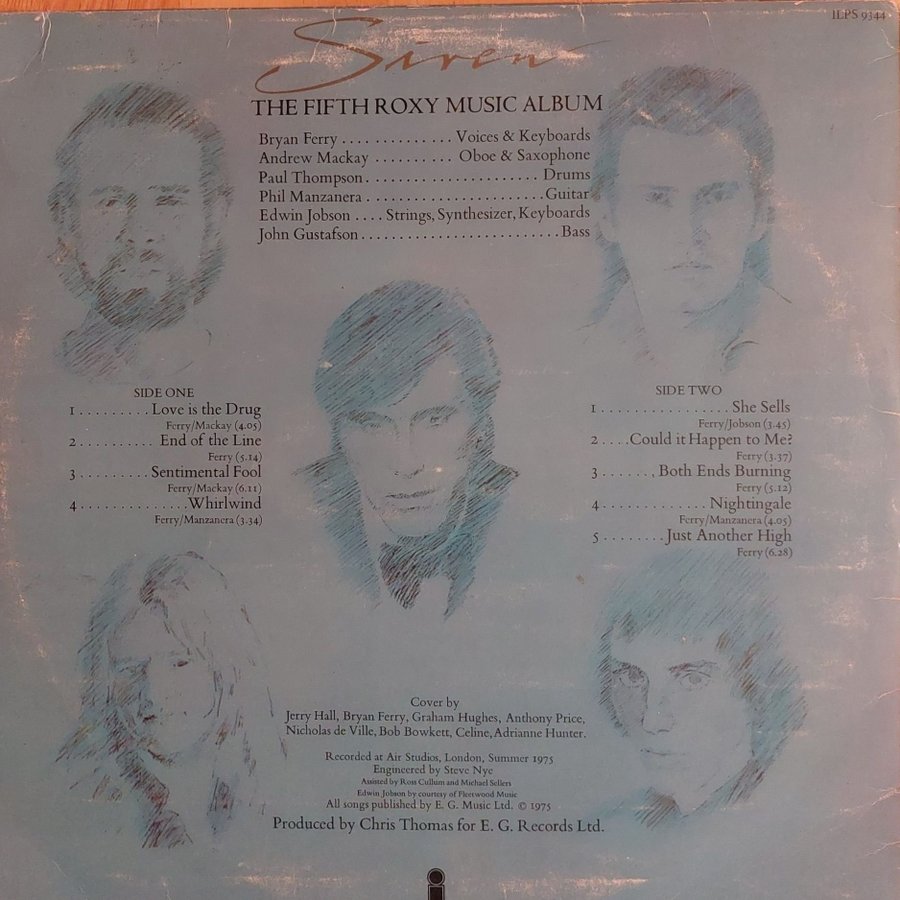 ILPS 9344
Siren
THE FIFTH ROXY MUSIC ALBUM
Bryan Ferry . . . . . . . . . . . . . . Voices & Keyboards
Andrew Mackay . . . . . . . . . . Oboe & Saxophone
Paul Thompson . . . . . . . . . . . . . . . . . . . . . . Drums
Phil Manzanera . . . . . . . . . . . . . . . . . . . . . . . Guitar
Edwin Jobson . . . . Strings, Synthesizer, Keyboards
John Gustafson . . . . . . . . . . . . . . . . . . . . . . . . . Bass
SIDE ONE
1 . . . . . . . . . Love is the Drug
Ferry/Mackay (4.05)
2 . . . . . . . . . . End of the Line
Ferry (5.14)
3 . . . . . . . . . Sentimental Fool
Ferry/Mackay (6.11)
4 . . . . . . . . . . . . . . Whirlwind
Ferry/Manzanera (3.34)
SIDE TWO
1 . . . . . . . . . . . . . . . . She Sells
Ferry/Jobson (3.45)
2 . . . . Could it Happen to Me?
Ferry (3.37)
3 . . . . . . . Both Ends Burning
Ferry (5.12)
4 . . . . . . . . . . . . . Nightingale
Ferry/Manzanera (4.05)
5 . . . . . . . . Just Another High
Ferry (6.28)
Cover by
Jerry Hall, Bryan Ferry, Graham Hughes, Anthony Price,
Nicholas de Ville, Bob Bowkett, Celine, Adrianne Hunter.
Recorded at Air Studios, London, Summer 1975
Engineered by Steve Nye
Assisted by Ross Cullum and Michael Sellers
Edwin Jobson by courtesy of Fleetwood Music
All songs published by E. G. Music Ltd. © 1975
Produced by Chris Thomas for E. G. Records Ltd.